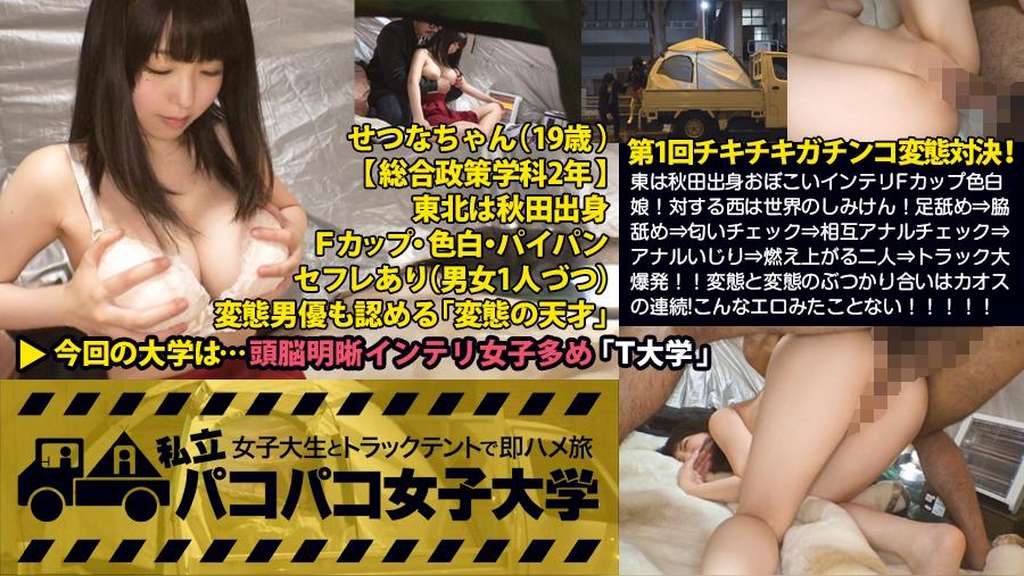 せつなちゃん(19歳)
【総合政策学科2年】
東北は秋田出身
Fカップ・色白・パイパン
セフレあり(男女1人づつ)
変態男優も認める「変態の天才」
第1回チキチキガチンコ変態対決!
東は秋田出身おぼこいインテリFカップ色白
娘!対する西は世界のしみけん!足舐め⇒脇
舐め⇒匂いチェック⇒相互アナルチェック⇒
アナルいじり⇒燃え上がる二人⇒トラック大
爆発!!変態と変態のぶつかり合いはカオス
の連続!こんなエロみたことない!!!!!
▶今回の大学は…頭脳明晰インテリ女子多め「T大学」
私立 女子大生とトラックテントで即ハメ旅
パコパコ女子大学